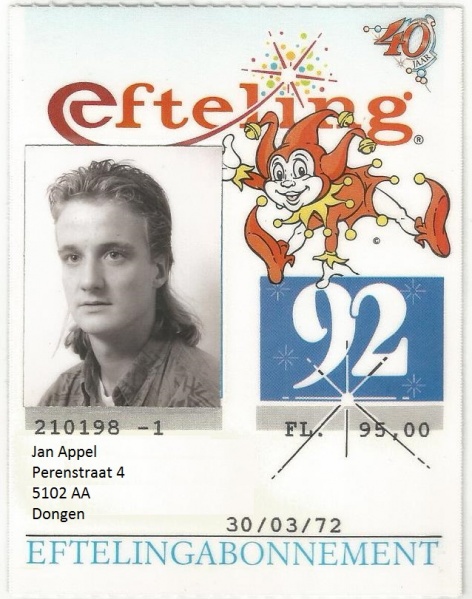 40
JAAR
efteling®
©
92
210198 -1
FL. 95,00
Jan Appel
Perenstraat 4
5102 AA
Dongen
30/03/72
EFTELINGABONNEMENT